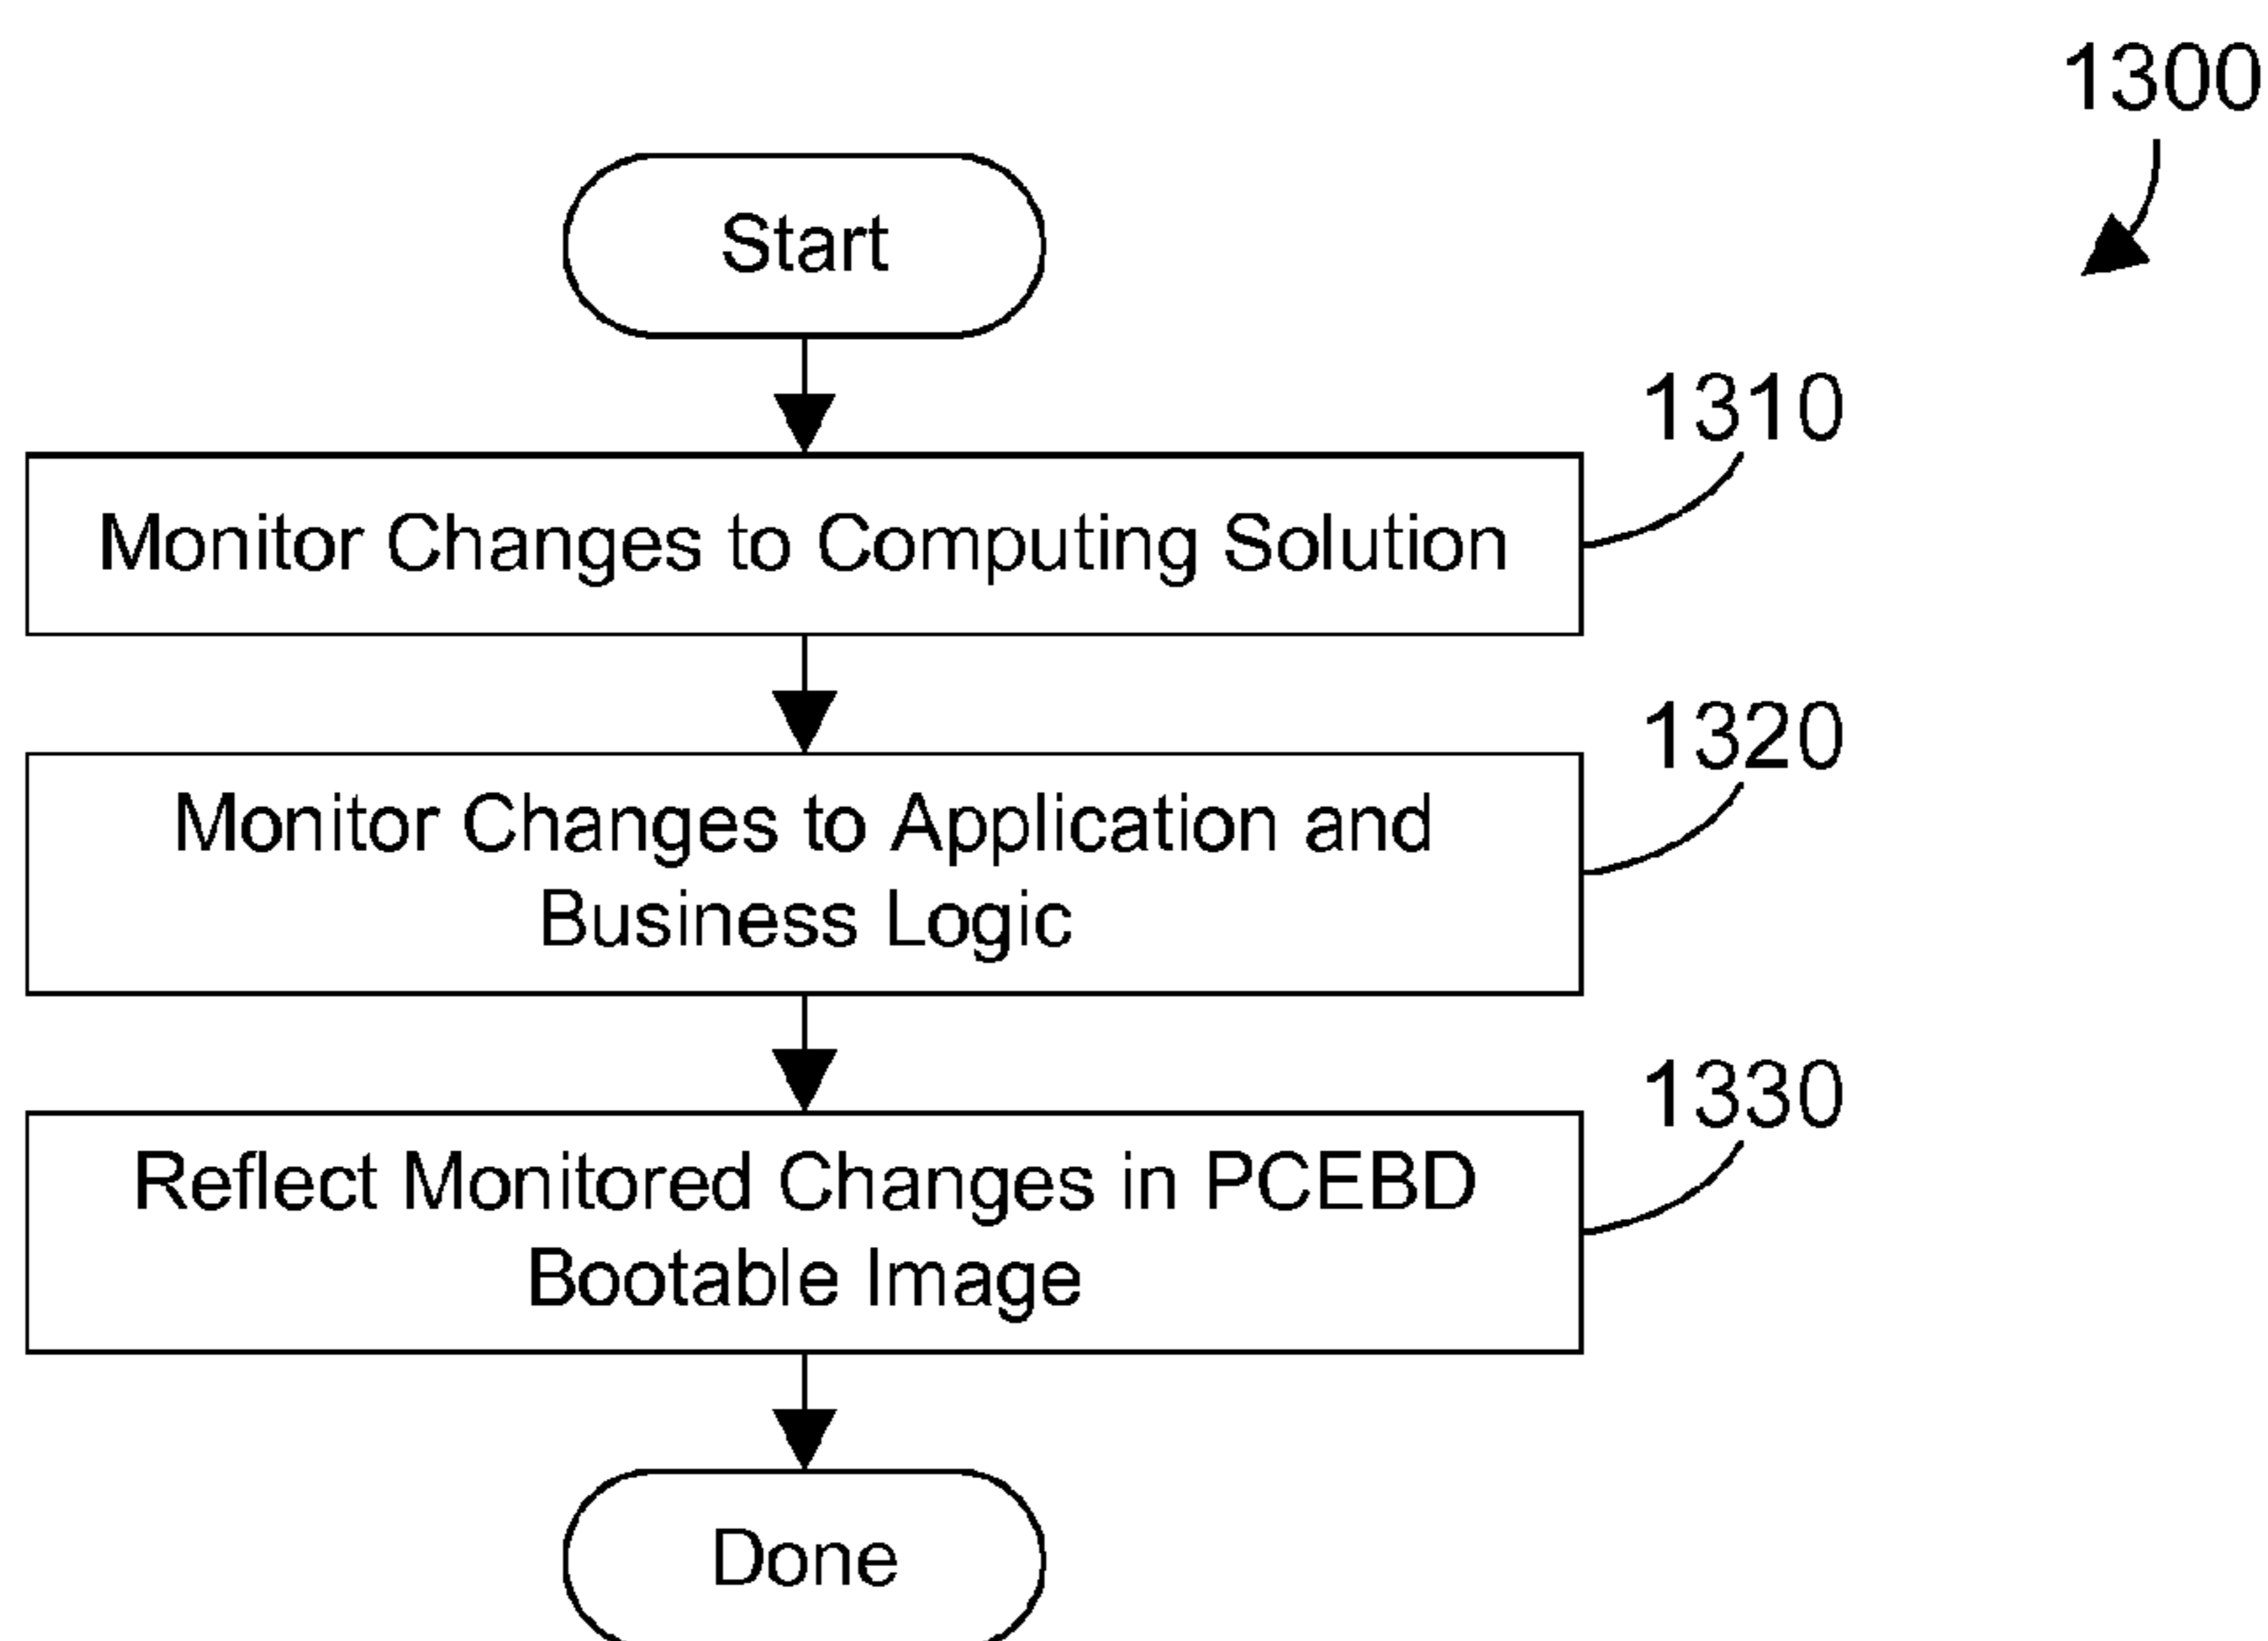 1300
Start
1310
Monitor Changes to Computing Solution
1320
Monitor Changes to Application and
Business Logic
1330
Reflect Monitored Changes in PCEBD
Bootable Image
Done